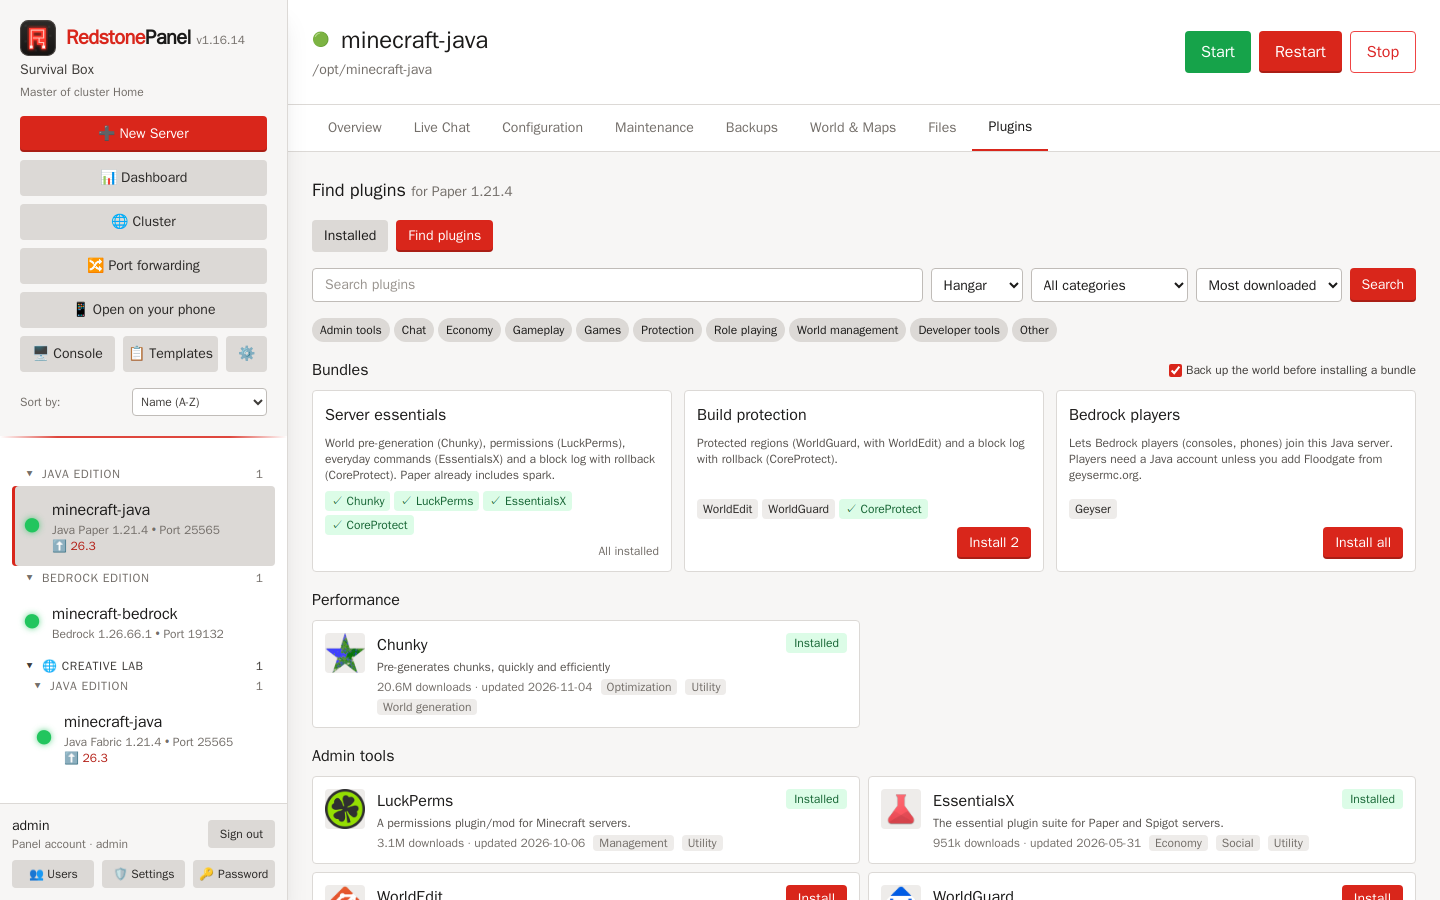 RedstonePanel v1.16.14
Survival Box
Master of cluster Home
➕ New Server
📊 Dashboard
🌐 Cluster
🔀 Port forwarding
📱 Open on your phone
🖥️ Console
📋 Templates
Sort by:
Name (A-Z)
JAVA EDITION 1
minecraft-java
Java Paper 1.21.4 • Port 25565
⬆️ 26.3
BEDROCK EDITION 1
minecraft-bedrock
Bedrock 1.26.66.1 • Port 19132
🌐 CREATIVE LAB 1
JAVA EDITION 1
minecraft-java
Java Fabric 1.21.4 • Port 25565
⬆️ 26.3
admin
Panel account · admin
Sign out
👥 Users
🛡️ Settings
🔑 Password
minecraft-java
/opt/minecraft-java
Start
Restart
Stop
Overview
Live Chat
Configuration
Maintenance
Backups
World & Maps
Files
Plugins
Find plugins for Paper 1.21.4
Installed
Find plugins
Search plugins
Hangar
All categories
Most downloaded
Search
Admin tools
Chat
Economy
Gameplay
Games
Protection
Role playing
World management
Developer tools
Other
Bundles
Back up the world before installing a bundle
Server essentials
World pre-generation (Chunky), permissions (LuckPerms),
everyday commands (EssentialsX) and a block log with rollback
(CoreProtect). Paper already includes spark.
✓ Chunky
✓ LuckPerms
✓ EssentialsX
✓ CoreProtect
All installed
Build protection
Protected regions (WorldGuard, with WorldEdit) and a block log
with rollback (CoreProtect).
WorldEdit
WorldGuard
✓ CoreProtect
Install 2
Bedrock players
Lets Bedrock players (consoles, phones) join this Java server.
Players need a Java account unless you add Floodgate from
geysermc.org.
Geyser
Install all
Performance
Chunky
Installed
Pre-generates chunks, quickly and efficiently
20.6M downloads · updated 2026-11-04 Optimization Utility
World generation
Admin tools
LuckPerms
Installed
A permissions plugin/mod for Minecraft servers.
3.1M downloads · updated 2026-10-06 Management Utility
EssentialsX
Installed
The essential plugin suite for Paper and Spigot servers.
951k downloads · updated 2026-05-31 Economy Social Utility
WorldEdit
Install
WorldGuard
Install